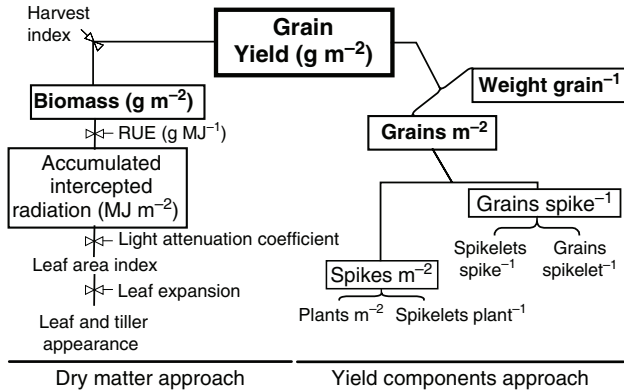 Harvest
index
Grain
Yield (g m⁻²)
Biomass (g m⁻²)
RUE (g MJ⁻¹)
Accumulated
intercepted
radiation (MJ m⁻²)
Light attenuation coefficient
Leaf area index
Leaf expansion
Leaf and tiller
appearance
Dry matter approach
Weight grain⁻¹
Grains m⁻²
Grains spike⁻¹
Spikelets
spike⁻¹
Grains
spikelet⁻¹
Spikes m⁻²
Plants m⁻²
Spikelets plant⁻¹
Yield components approach